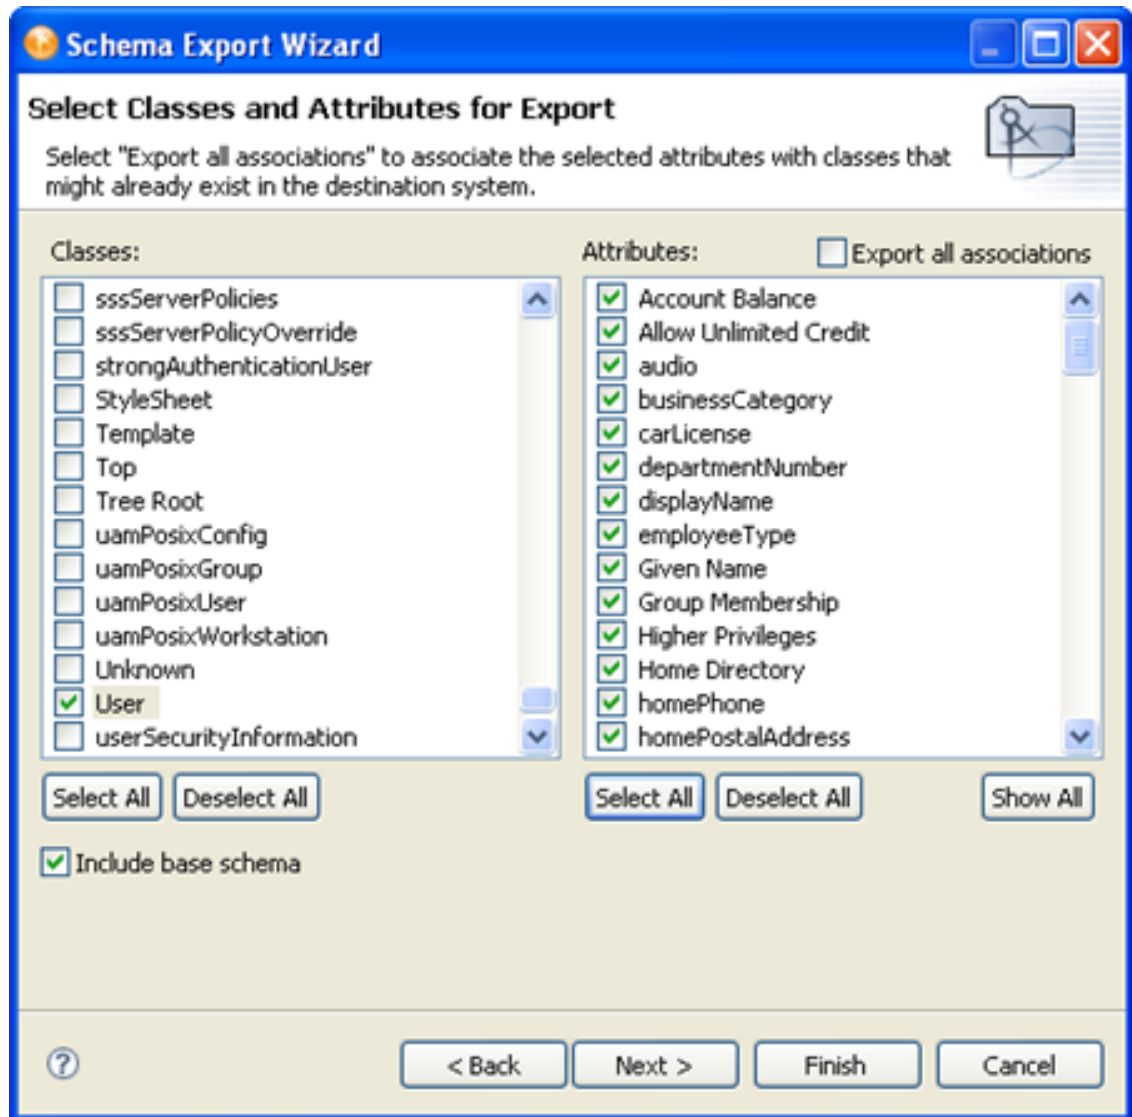 Schema Export Wizard
Select Classes and Attributes for Export
Select "Export all associations" to associate the selected attributes with classes that
might already exist in the destination system.
Classes:
sssServerPolicies
sssServerPolicyOverride
strongAuthenticationUser
StyleSheet
Template
Top
Tree Root
uamPosixConfig
uamPosixGroup
uamPosixUser
uamPosixWorkstation
Unknown
User
userSecurityInformation
Select All
Deselect All
Include base schema
Attributes:
Export all associations
Account Balance
Allow Unlimited Credit
audio
businessCategory
carLicense
departmentNumber
displayName
employeeType
Given Name
Group Membership
Higher Privileges
Home Directory
homePhone
homePostalAddress
Select All
Deselect All
Show All
?
< Back
Next >
Finish
Cancel